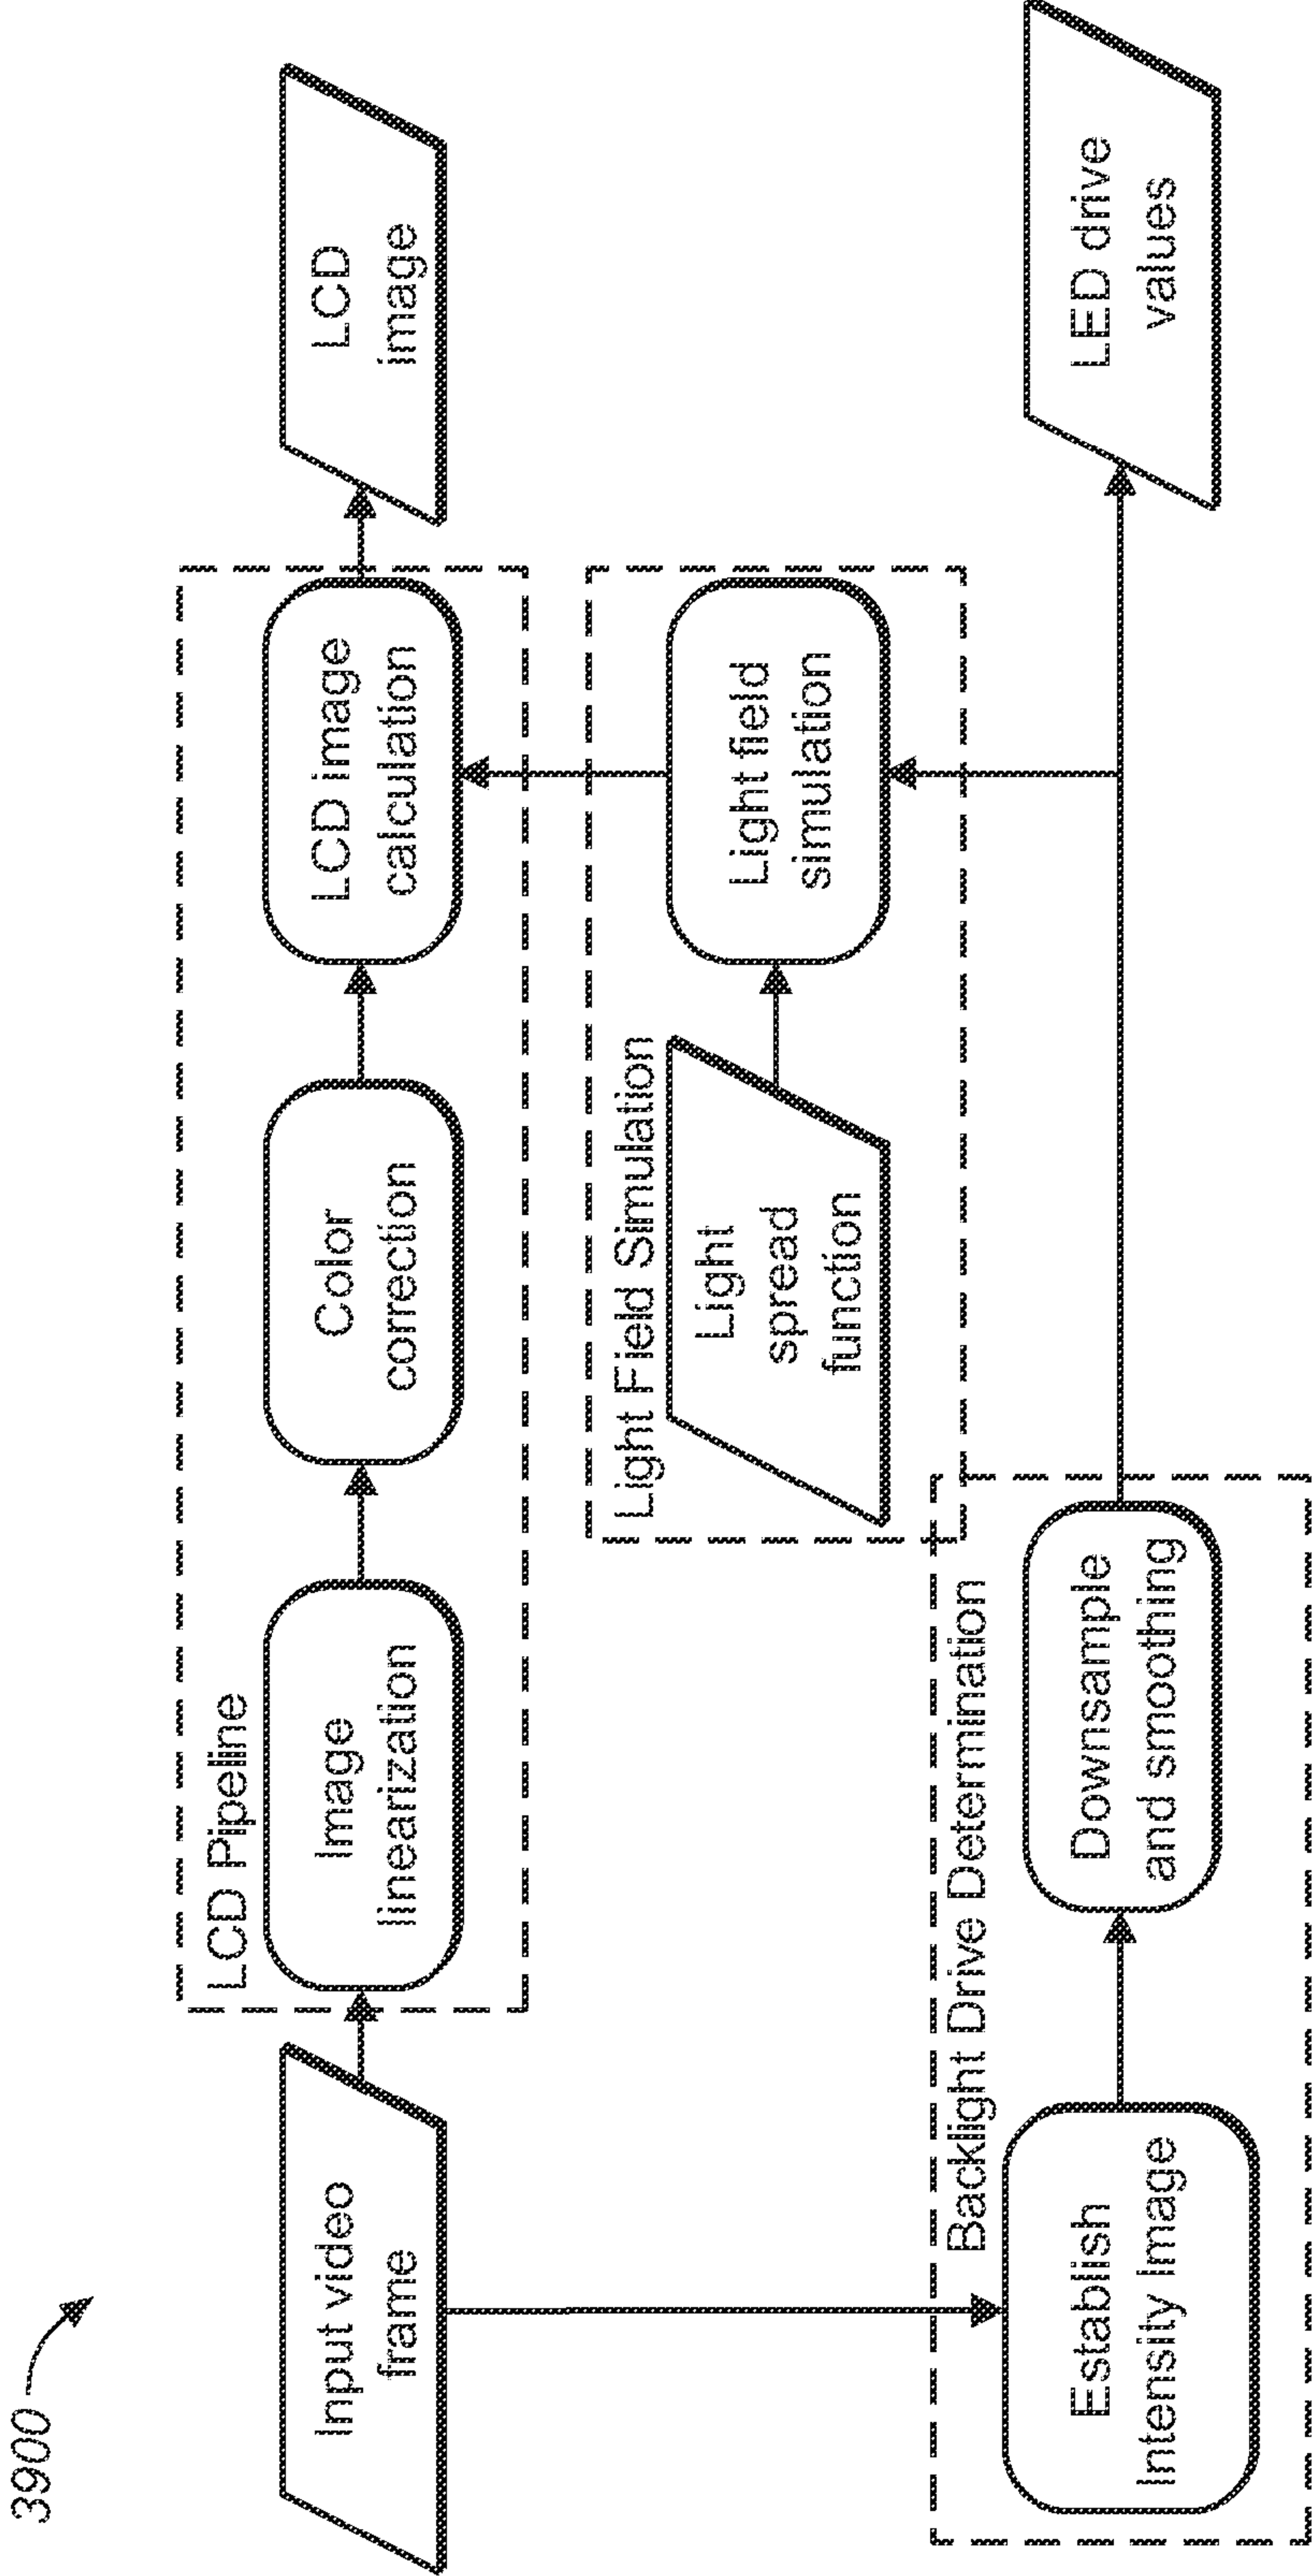 3900
LCD Pipeline
Input video
frame
Image
linearization
Color
correction
LCD image
calculation
LCD
image
Light Field Simulation
Light
spread
function
Light field
simulation
Backlight Drive Determination
Establish
Intensity Image
Downsample
and smoothing
LED drive
values